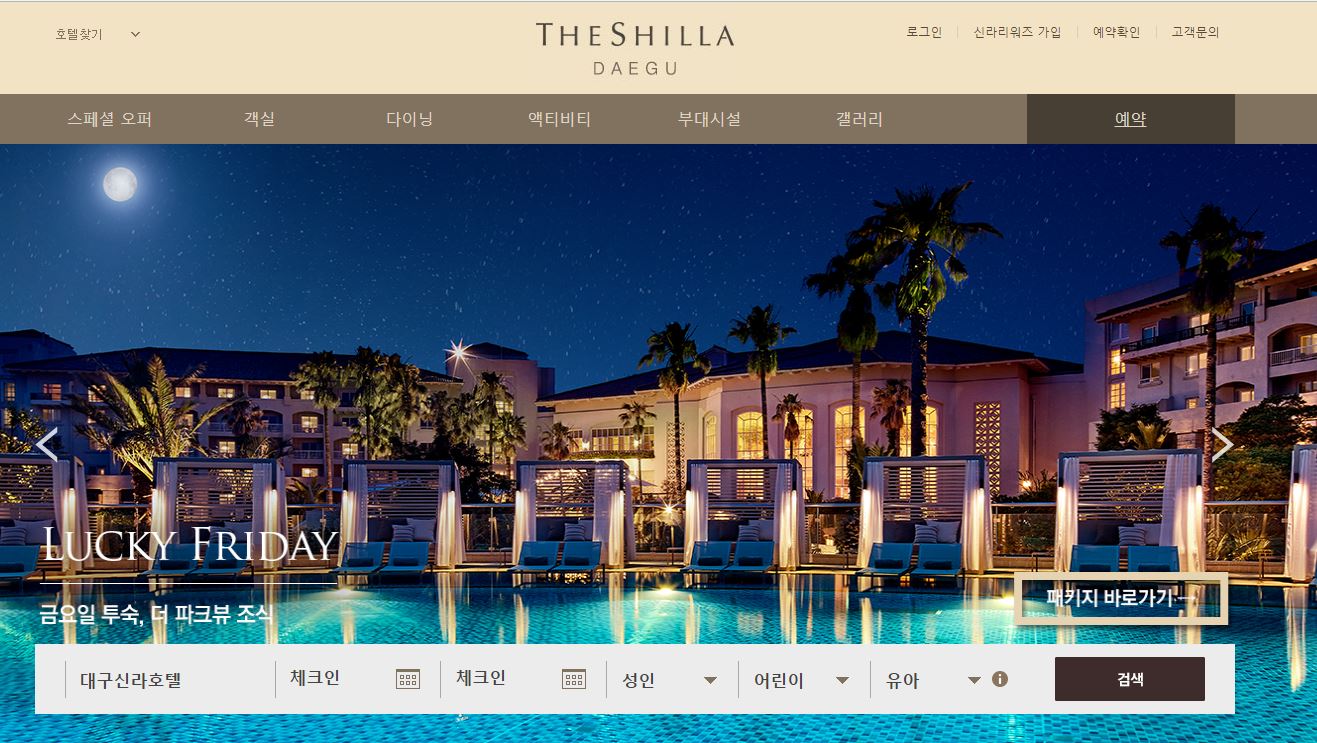 호텔찾기
THE SHILLA
DAEGU
로그인
신라리워즈 가입
예약확인
고객문의
스페셜 오퍼
객실
다이닝
액티비티
부대시설
갤러리
예약
LUCKY FRIDAY
금요일 투숙, 더 파크뷰 조식
패키지 바로가기→
대구신라호텔
체크인
체크인
성인
어린이
유아
검색